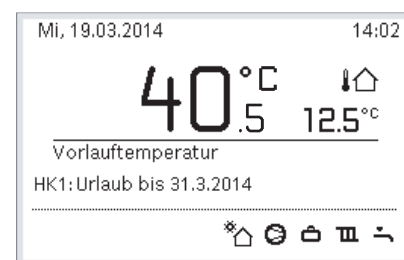 Mi, 19.03.2014 14:02
40.5 °C
12.5°C
Vorlauftemperatur
HK1: Urlaub bis 31.3.2014